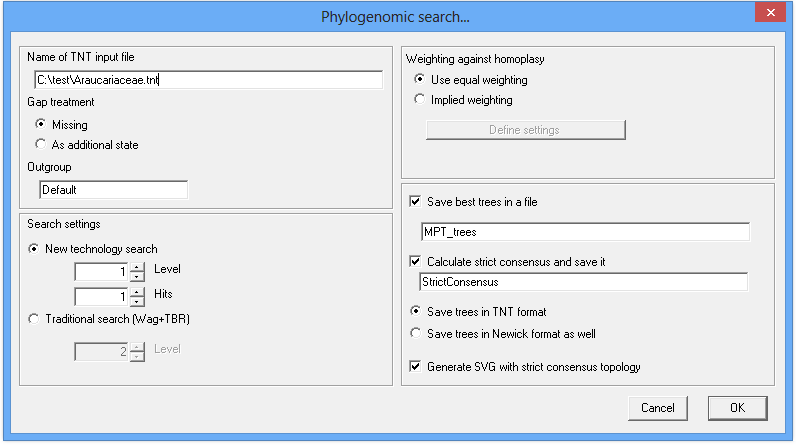 Phylogenomic search...
Name of TNT input file
C:\test\Araucariaceae.tnt
Gap treatment
Missing
As additional state
Outgroup
Default
Search settings
New technology search
1 Level
1 Hits
Traditional search (Wag+TBR)
2 Level
Weighting against homoplasy
Use equal weighting
Implied weighting
Define settings
Save best trees in a file
MPT_trees
Calculate strict consensus and save it
StrictConsensus
Save trees in TNT format
Save trees in Newick format as well
Generate SVG with strict consensus topology
Cancel OK